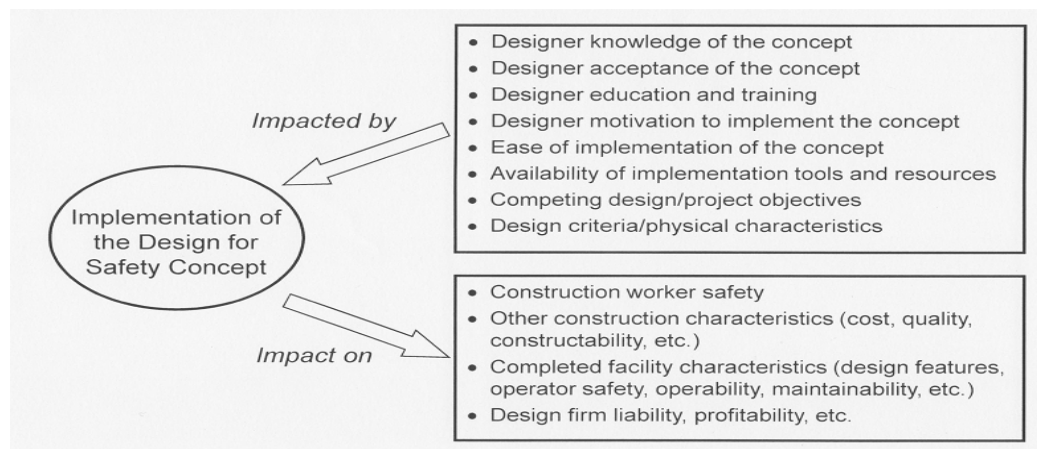 Impacted by
Implementation of
the Design for
Safety Concept
Impact on
• Designer knowledge of the concept
• Designer acceptance of the concept
• Designer education and training
• Designer motivation to implement the concept
• Ease of implementation of the concept
• Availability of implementation tools and resources
• Competing design/project objectives
• Design criteria/physical characteristics
• Construction worker safety
• Other construction characteristics (cost, quality,
constructability, etc.)
• Completed facility characteristics (design features,
operator safety, operability, maintainability, etc.)
• Design firm liability, profitability, etc.